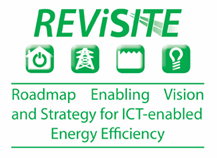 REViSITE
Roadmap Enabling Vision
and Strategy for ICT-enabled
Energy Efficiency